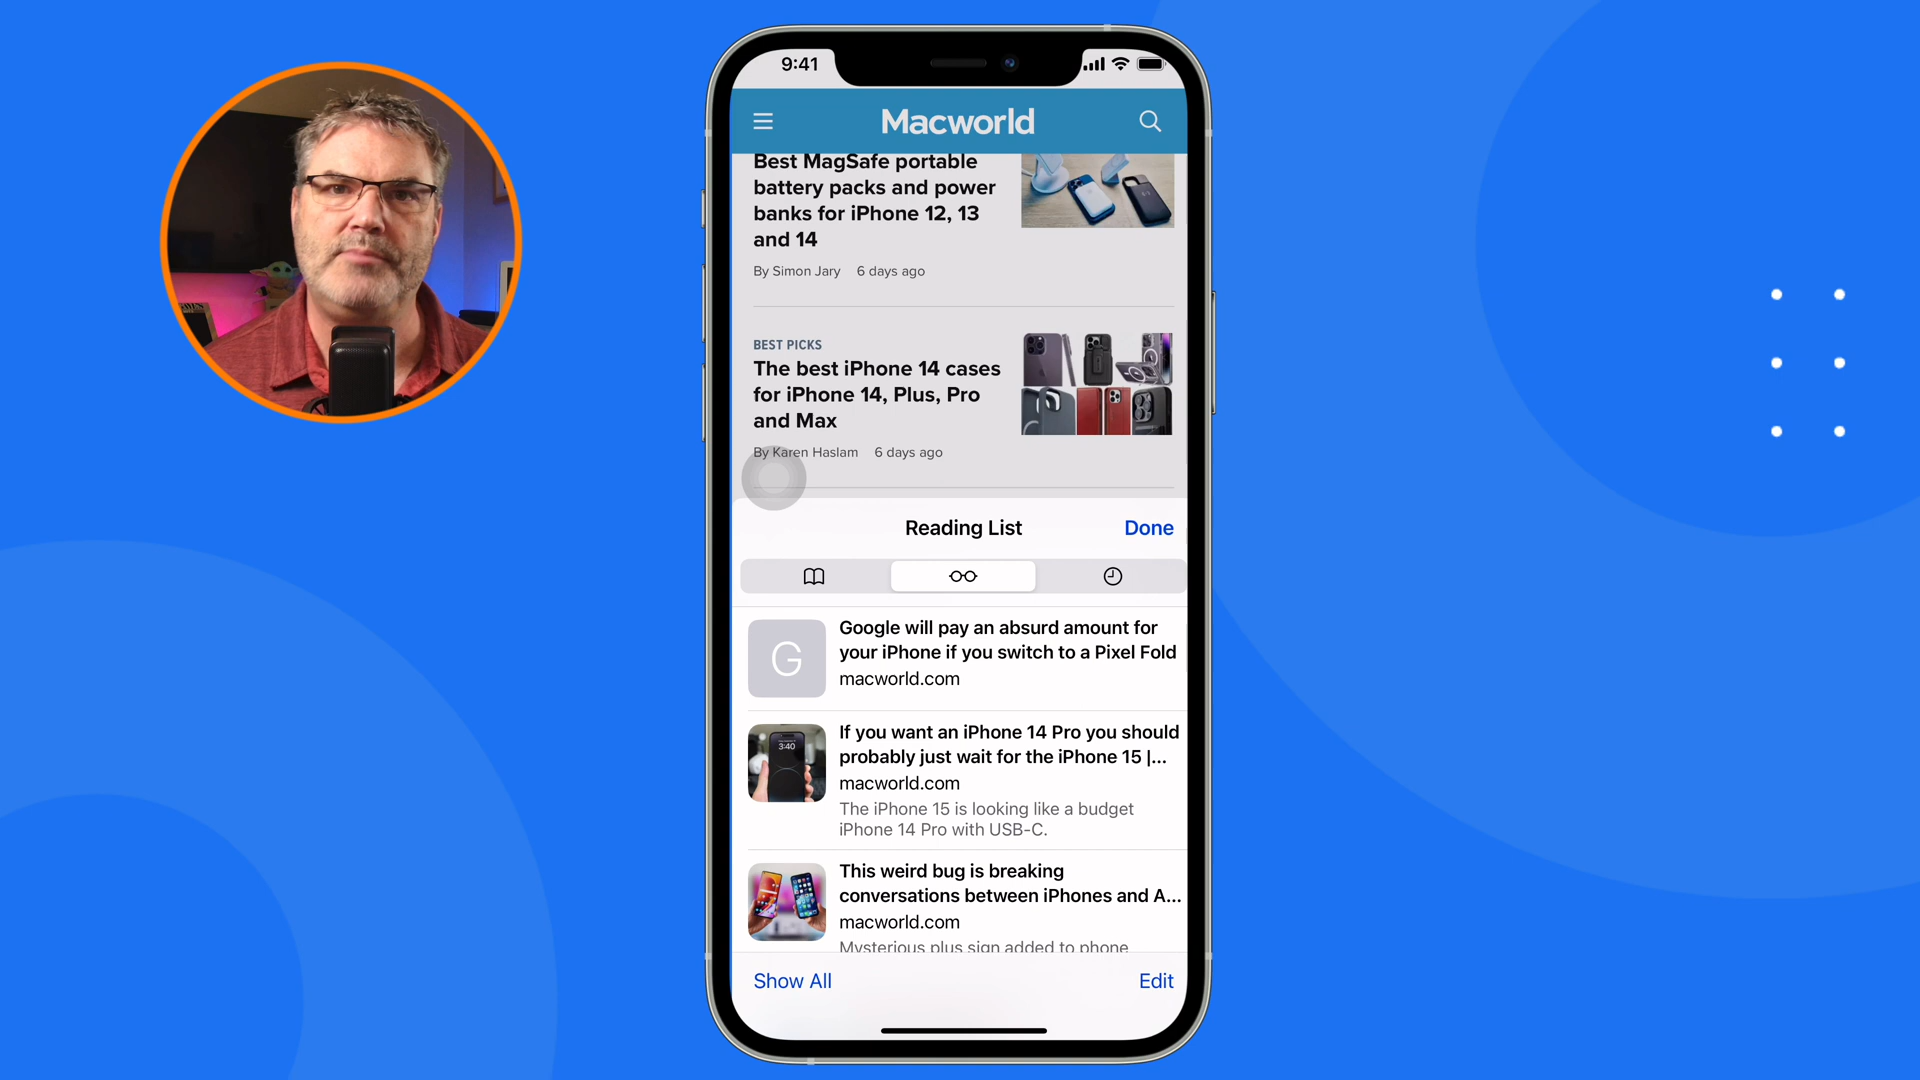 9:41
Macworld
Best MagSafe portable
battery packs and power
banks for iPhone 12, 13
and 14
By Simon Jary 6 days ago
BEST PICKS
The best iPhone 14 cases
for iPhone 14, Plus, Pro
and Max
By Karen Haslam 6 days ago
Reading List
Done
G
Google will pay an absurd amount for
your iPhone if you switch to a Pixel Fold
macworld.com
3:40
If you want an iPhone 14 Pro you should
probably just wait for the iPhone 15 |...
macworld.com
The iPhone 15 is looking like a budget
iPhone 14 Pro with USB-C.
This weird bug is breaking
conversations between iPhones and A...
macworld.com
Mysterious plus sign added to phone
Show All
Edit